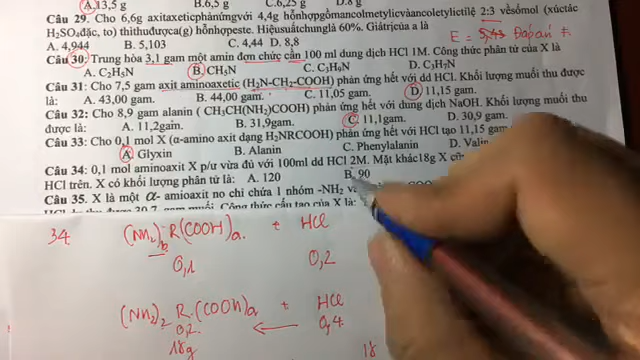 A.13,5 g B.6,5 g C.6,25 g D.8 g
Câu 29. Cho 6,6g axitaxeticphảnứngvới 4,4g hỗnhợpgồmancolmetylicvàancoletylictilệ 2:3 vềsốmol (xúctác
H₂SO₄đặc, to) thìthuđượca (g) hỗnhợpeste. Hiệusuấtchunglà 60%. Giátrịcủa a là
A. 4,944 B. 5,103 C. 4,44 D. 8,8
E = 5,43 Đáp án E.
Câu 30: Trung hòa 3,1 gam một amin đơn chức cần 100 ml dung dịch HCl 1M. Công thức phân tử của X là
A. C₂H₅N B. CH₅N C. C₃H₉N D. C₃H₇N
Câu 31: Cho 7,5 gam axit aminoaxetic (H₂N-CH₂-COOH) phản ứng hết với dd HCl. Khối lượng muối thu được
là: A. 43,00 gam. B. 44,00 gam. C. 11,05 gam. D. 11,15 gam.
Câu 32: Cho 8,9 gam alanin ( CH₃CH(NH₂)COOH) phản ứng hết với dung dịch NaOH. Khối lượng muối thu
được là: A. 11,2gam. B. 31,9gam. C. 11,1gam. D. 30,9 gam.
Câu 33: Cho 0,1 mol X (α-amino axit dạng H₂NRCOOH) phản ứng hết với HCl tạo 11,15 gam
A. Glyxin B. Alanin C. Phenylalanin D. Valin
Câu 34: 0,1 mol aminoaxit X p/ư vừa đủ với 100ml dd HCl 2M. Mặt khác18g X
HCl trên. X có khối lượng phân tử là: A. 120 B. 90
Câu 35. X là một α- amioaxit no chỉ chứa 1 nhóm -NH₂
Công thức cấu tạo của X là:
34 (NH₂)b R(COOH)a. + HCl
0,1 0,2
(NH₂)₂ R.(COOH)a + HCl
0,2 ← 0,4
18g 18